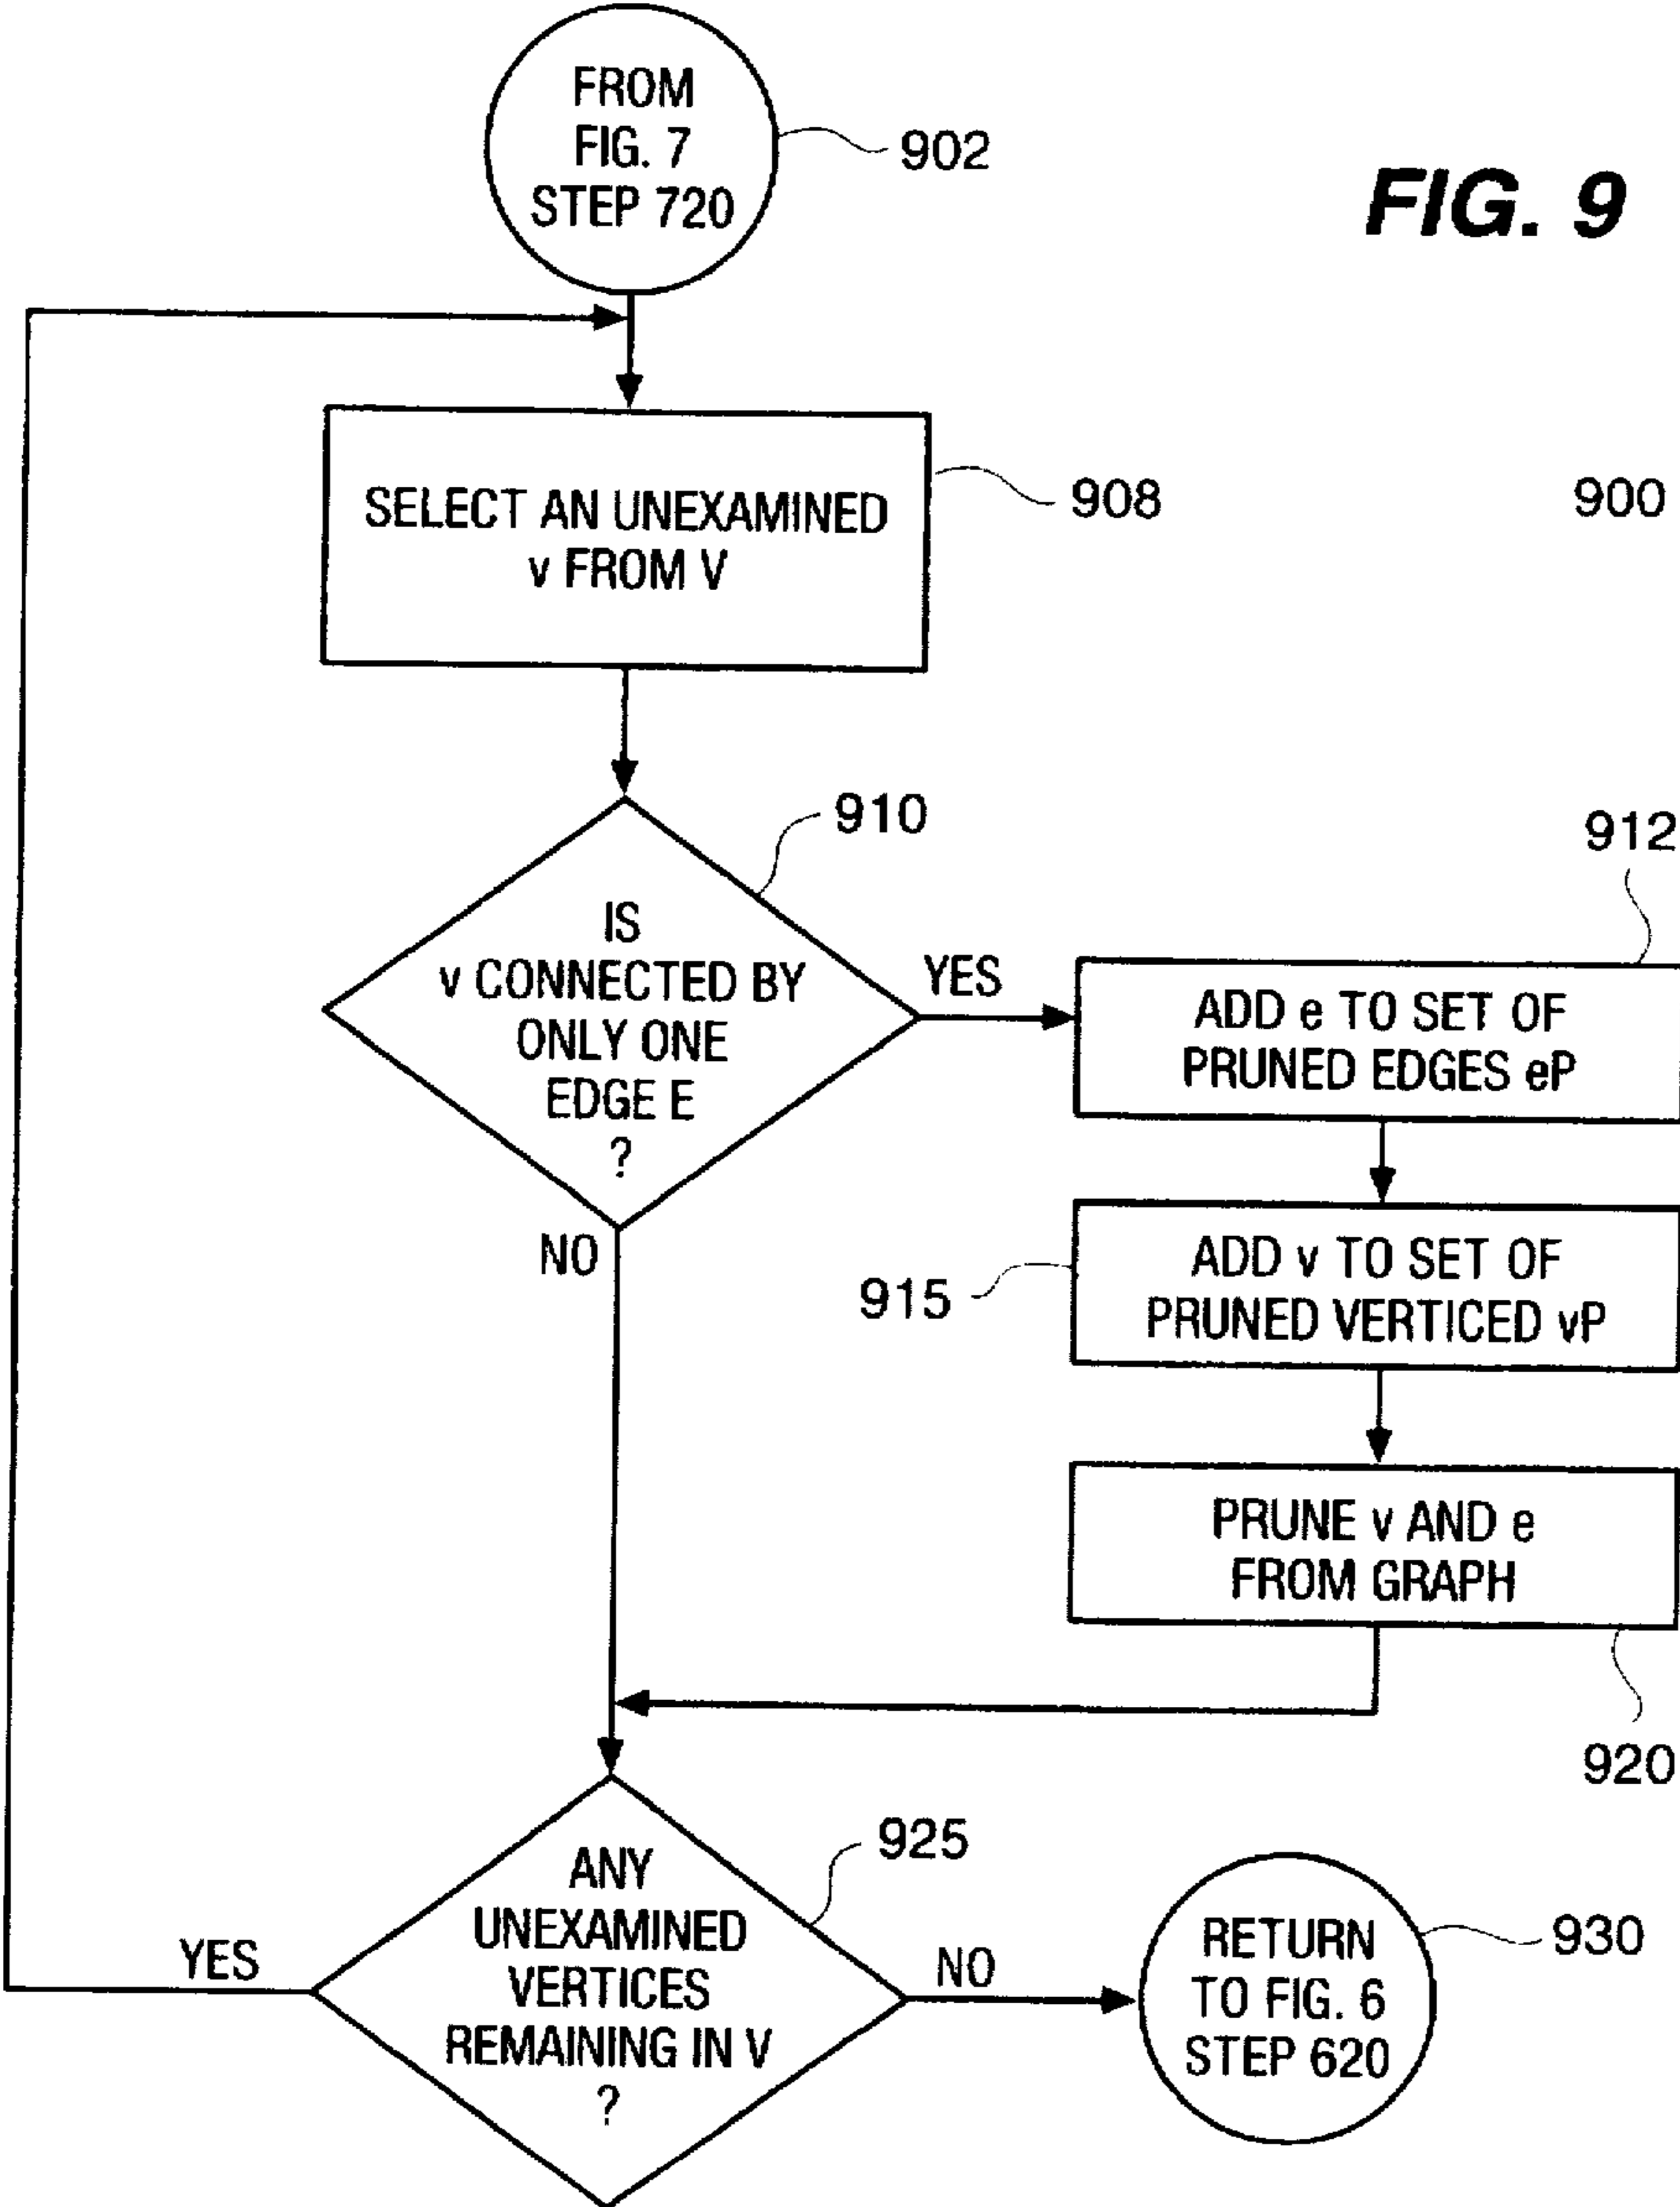 FROM
FIG. 7
STEP 720
902
FIG. 9
SELECT AN UNEXAMINED
v FROM V
908
900
910
IS
v CONNECTED BY
ONLY ONE
EDGE E
?
YES
NO
912
ADD e TO SET OF
PRUNED EDGES eP
915
ADD v TO SET OF
PRUNED VERTICED vP
PRUNE v AND e
FROM GRAPH
920
925
ANY
UNEXAMINED
VERTICES
REMAINING IN V
?
YES
NO
RETURN
TO FIG. 6
STEP 620
930